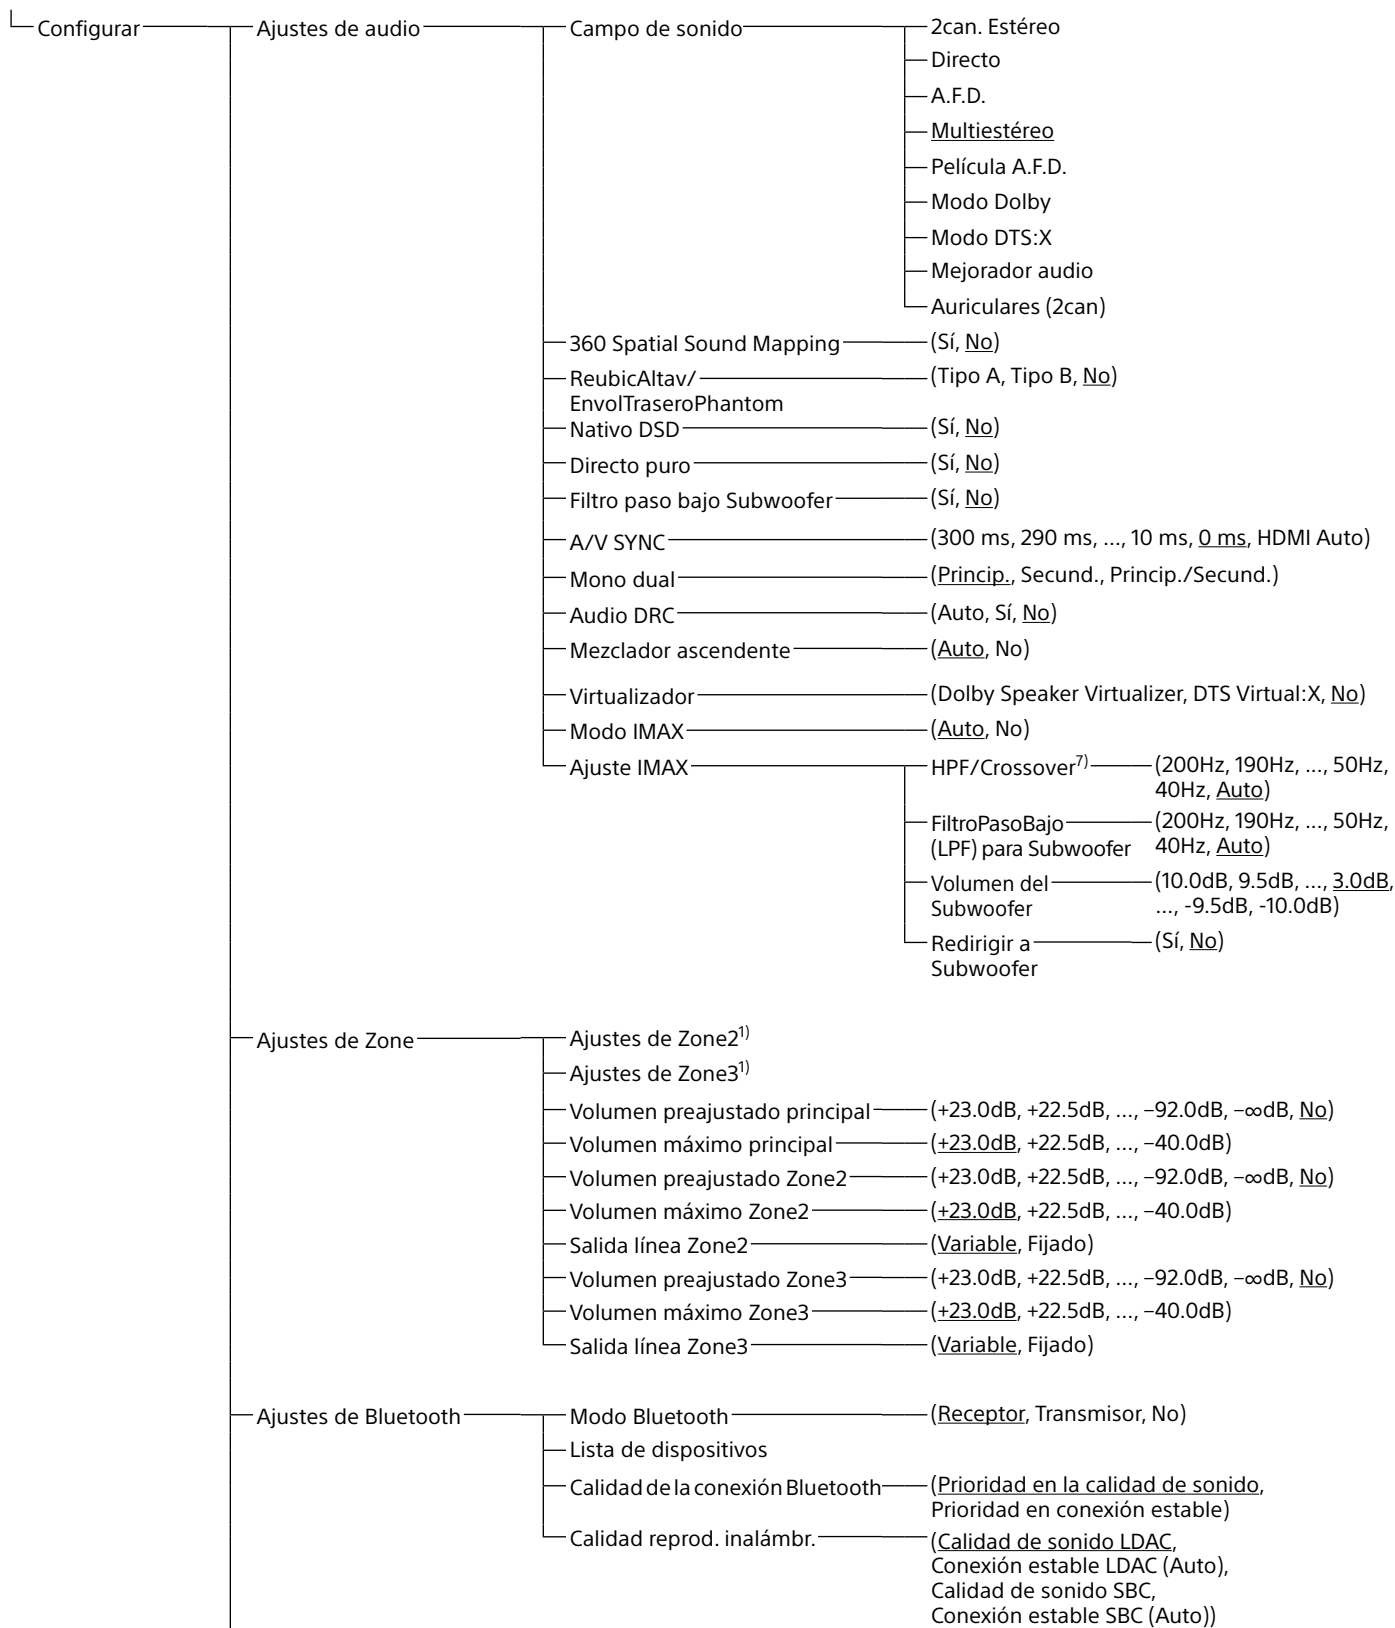 Configurar
Ajustes de audio
Campo de sonido
2can. Estéreo
Directo
A.F.D.
Multiestéreo
Película A.F.D.
Modo Dolby
Modo DTS:X
Mejorador audio
Auriculares (2can)
360 Spatial Sound Mapping
(Sí, No)
ReubicAltav/
EnvolTraseroPhantom
(Tipo A, Tipo B, No)
Nativo DSD
(Sí, No)
Directo puro
(Sí, No)
Filtro paso bajo Subwoofer
(Sí, No)
A/V SYNC
(300 ms, 290 ms, ..., 10 ms, 0 ms, HDMI Auto)
Mono dual
(Princip., Secund., Princip./Secund.)
Audio DRC
(Auto, Sí, No)
Mezclador ascendente
(Auto, No)
Virtualizador
(Dolby Speaker Virtualizer, DTS Virtual:X, No)
Modo IMAX
(Auto, No)
Ajuste IMAX
HPF/Crossover7)
(200Hz, 190Hz, ..., 50Hz,
40Hz, Auto)
FiltroPasoBajo
(LPF) para Subwoofer
(200Hz, 190Hz, ..., 50Hz,
40Hz, Auto)
Volumen del
Subwoofer
(10.0dB, 9.5dB, ..., 3.0dB,
..., -9.5dB, -10.0dB)
Redirigir a
Subwoofer
(Sí, No)
Ajustes de Zone
Ajustes de Zone21)
Ajustes de Zone31)
Volumen preajustado principal
(+23.0dB, +22.5dB, ..., −92.0dB, −∞dB, No)
Volumen máximo principal
(+23.0dB, +22.5dB, ..., −40.0dB)
Volumen preajustado Zone2
(+23.0dB, +22.5dB, ..., −92.0dB, −∞dB, No)
Volumen máximo Zone2
(+23.0dB, +22.5dB, ..., −40.0dB)
Salida línea Zone2
(Variable, Fijado)
Volumen preajustado Zone3
(+23.0dB, +22.5dB, ..., −92.0dB, −∞dB, No)
Volumen máximo Zone3
(+23.0dB, +22.5dB, ..., −40.0dB)
Salida línea Zone3
(Variable, Fijado)
Ajustes de Bluetooth
Modo Bluetooth
(Receptor, Transmisor, No)
Lista de dispositivos
Calidad de la conexión Bluetooth
(Prioridad en la calidad de sonido,
Prioridad en conexión estable)
Calidad reprod. inalámbr.
(Calidad de sonido LDAC,
Conexión estable LDAC (Auto),
Calidad de sonido SBC,
Conexión estable SBC (Auto))